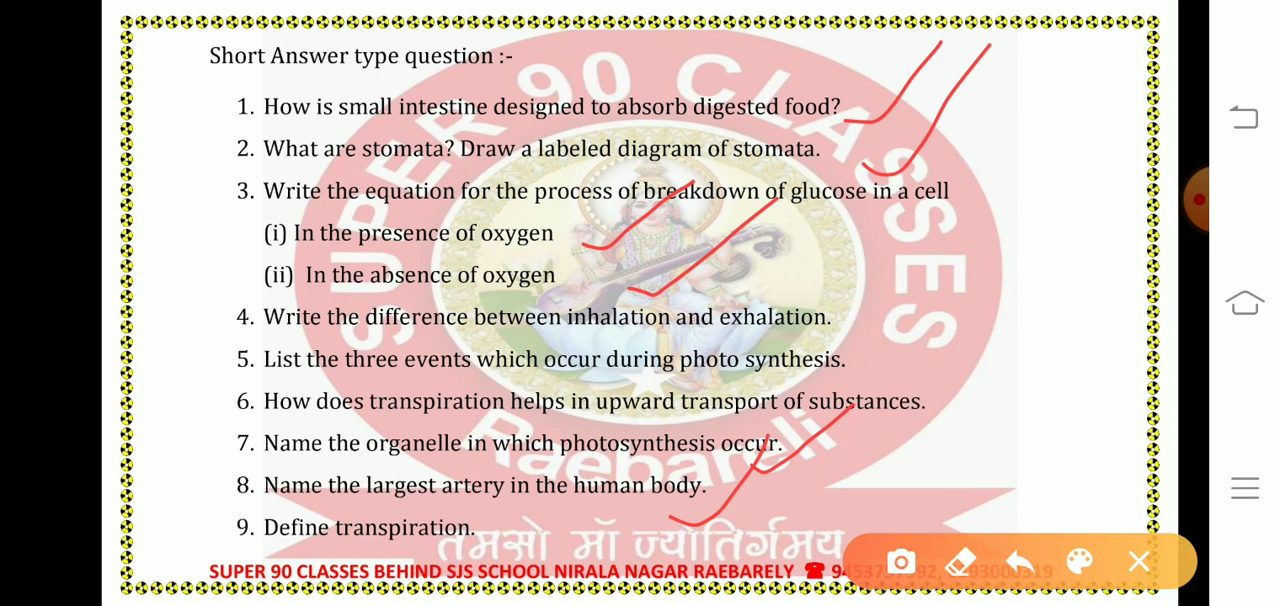 Short Answer type question :-
1. How is small intestine designed to absorb digested food?
2. What are stomata? Draw a labeled diagram of stomata.
3. Write the equation for the process of breakdown of glucose in a cell
(i) In the presence of oxygen
(ii) In the absence of oxygen
4. Write the difference between inhalation and exhalation.
5. List the three events which occur during photo synthesis.
6. How does transpiration helps in upward transport of substances.
7. Name the organelle in which photosynthesis occur.
8. Name the largest artery in the human body.
9. Define transpiration.
SUPER 90 CLASSES
Raebareli
तमसो माँ ज्योतिर्गमय
SUPER 90 CLASSES BEHIND SJS SCHOOL NIRALA NAGAR RAEBARELY ☎